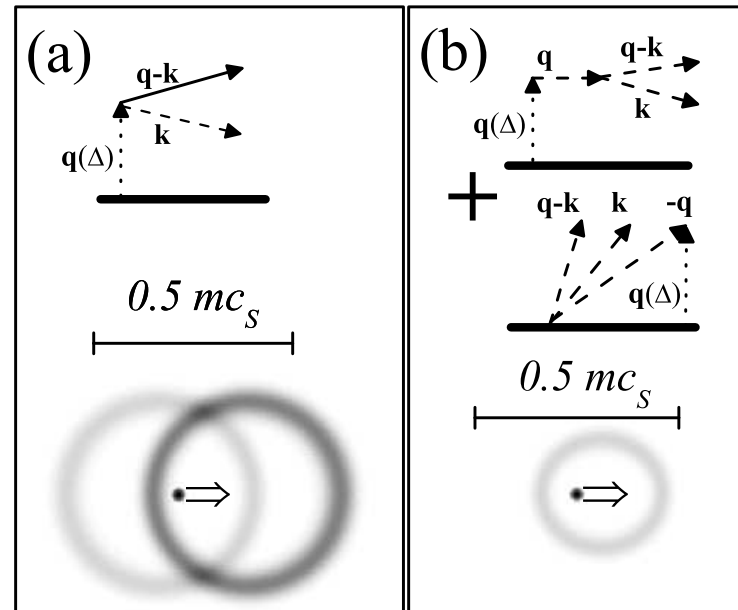 (a)
q-k
k
q(Δ)
0.5 mc_S
(b)
q
q-k
k
q(Δ)
+
q-k k -q
q(Δ)
0.5 mc_S